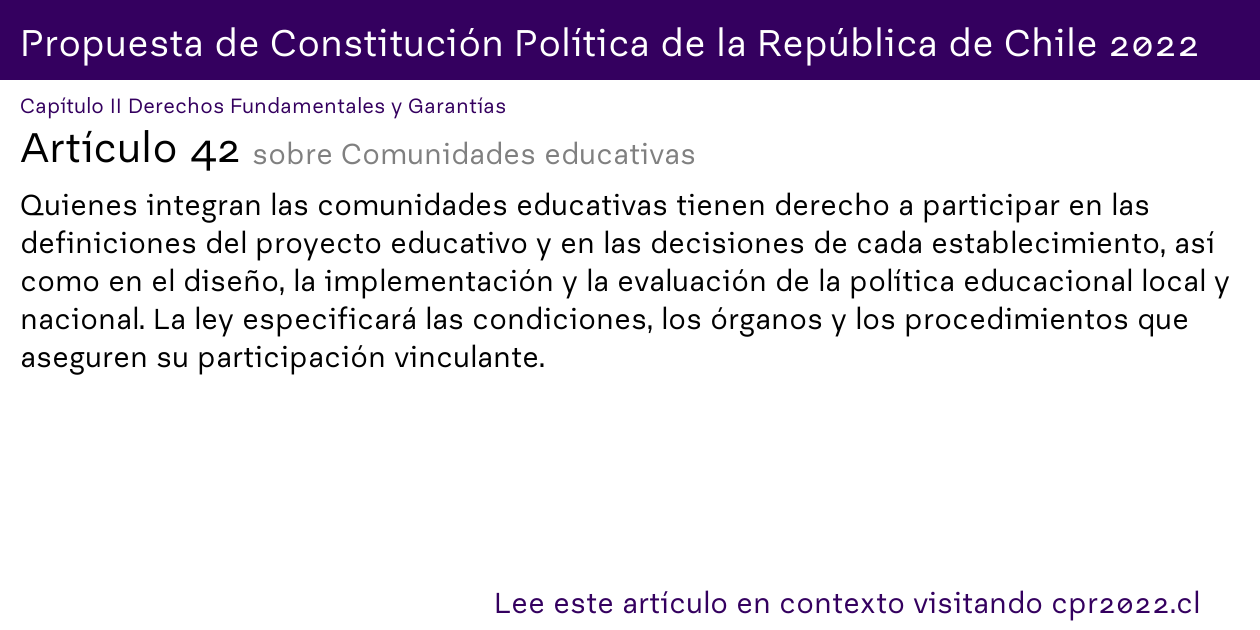 Propuesta de Constitución Política de la República de Chile 2022
Capítulo II Derechos Fundamentales y Garantías
Artículo 42 sobre Comunidades educativas
Quienes integran las comunidades educativas tienen derecho a participar en las
definiciones del proyecto educativo y en las decisiones de cada establecimiento, así
como en el diseño, la implementación y la evaluación de la política educacional local y
nacional. La ley especificará las condiciones, los órganos y los procedimientos que
aseguren su participación vinculante.
Lee este artículo en contexto visitando cpr2022.cl